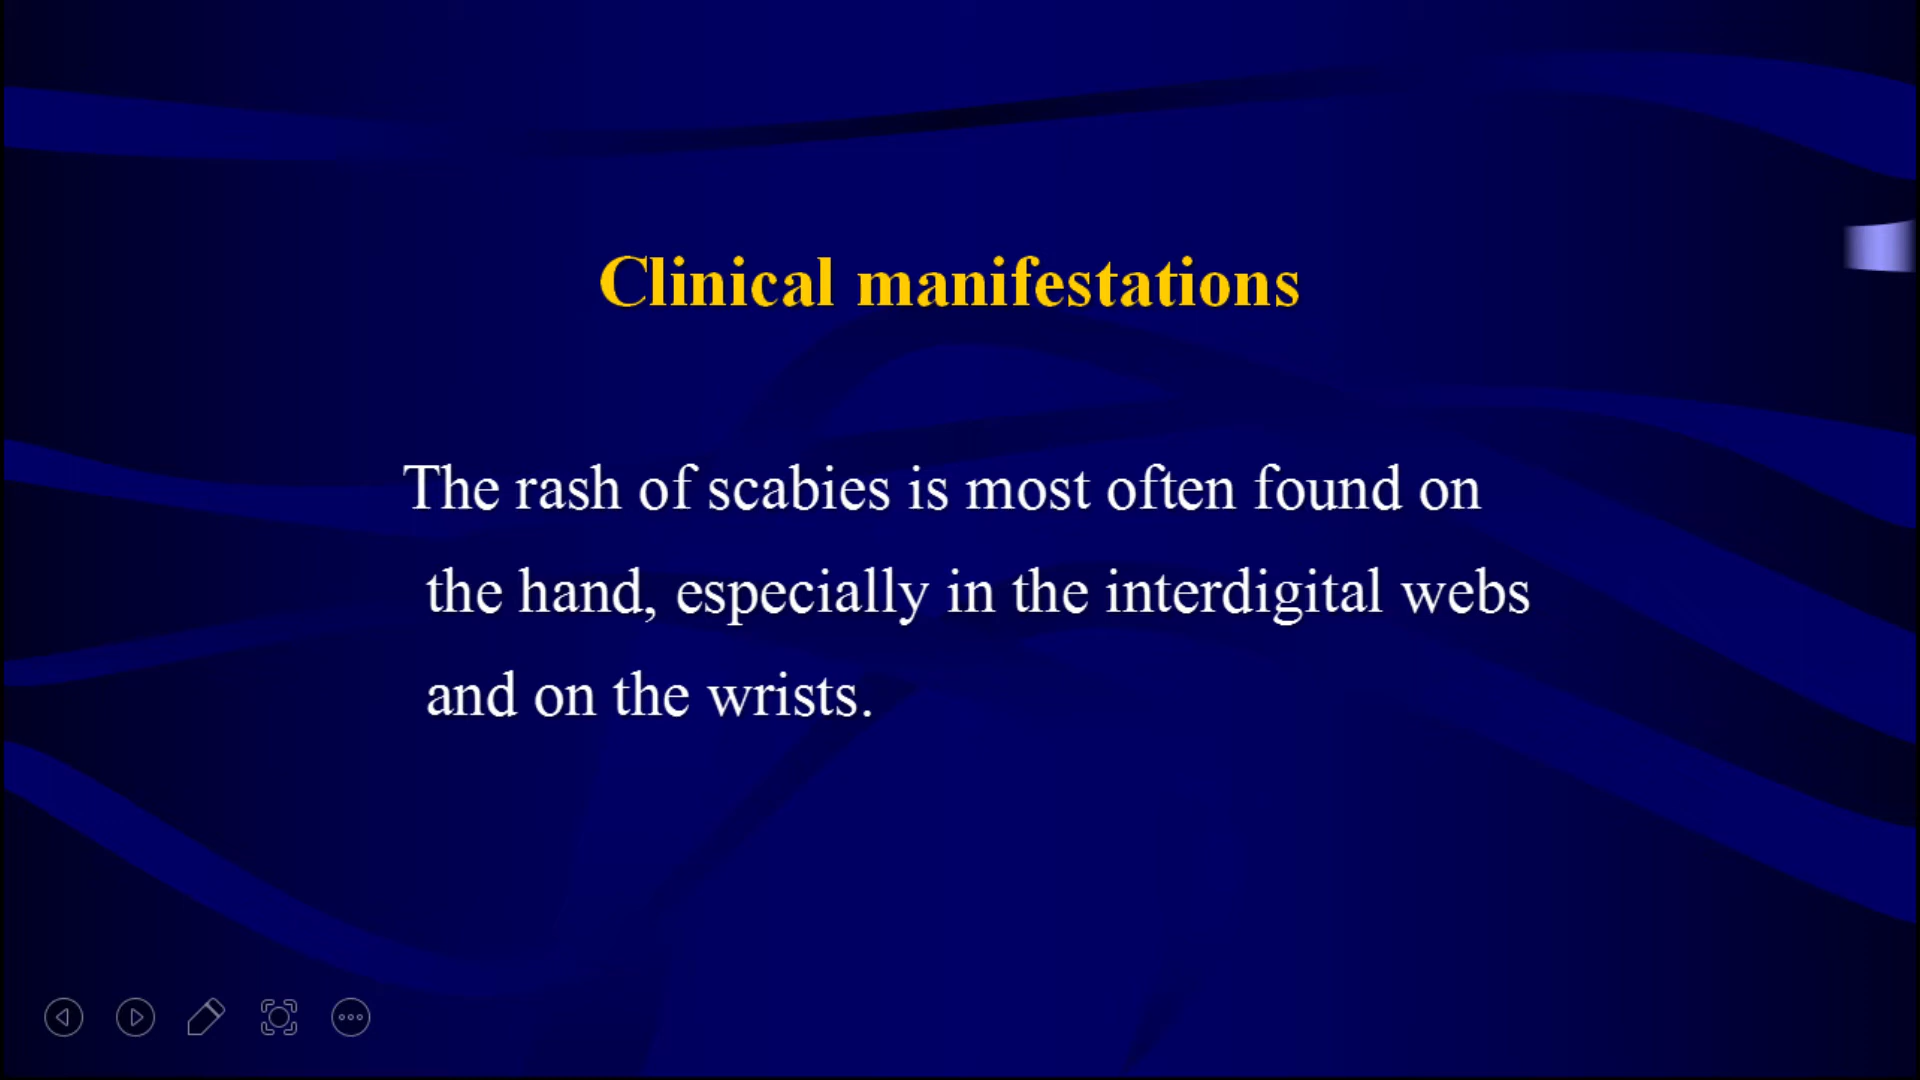 Clinical manifestations
The rash of scabies is most often found on
the hand, especially in the interdigital webs
and on the wrists.